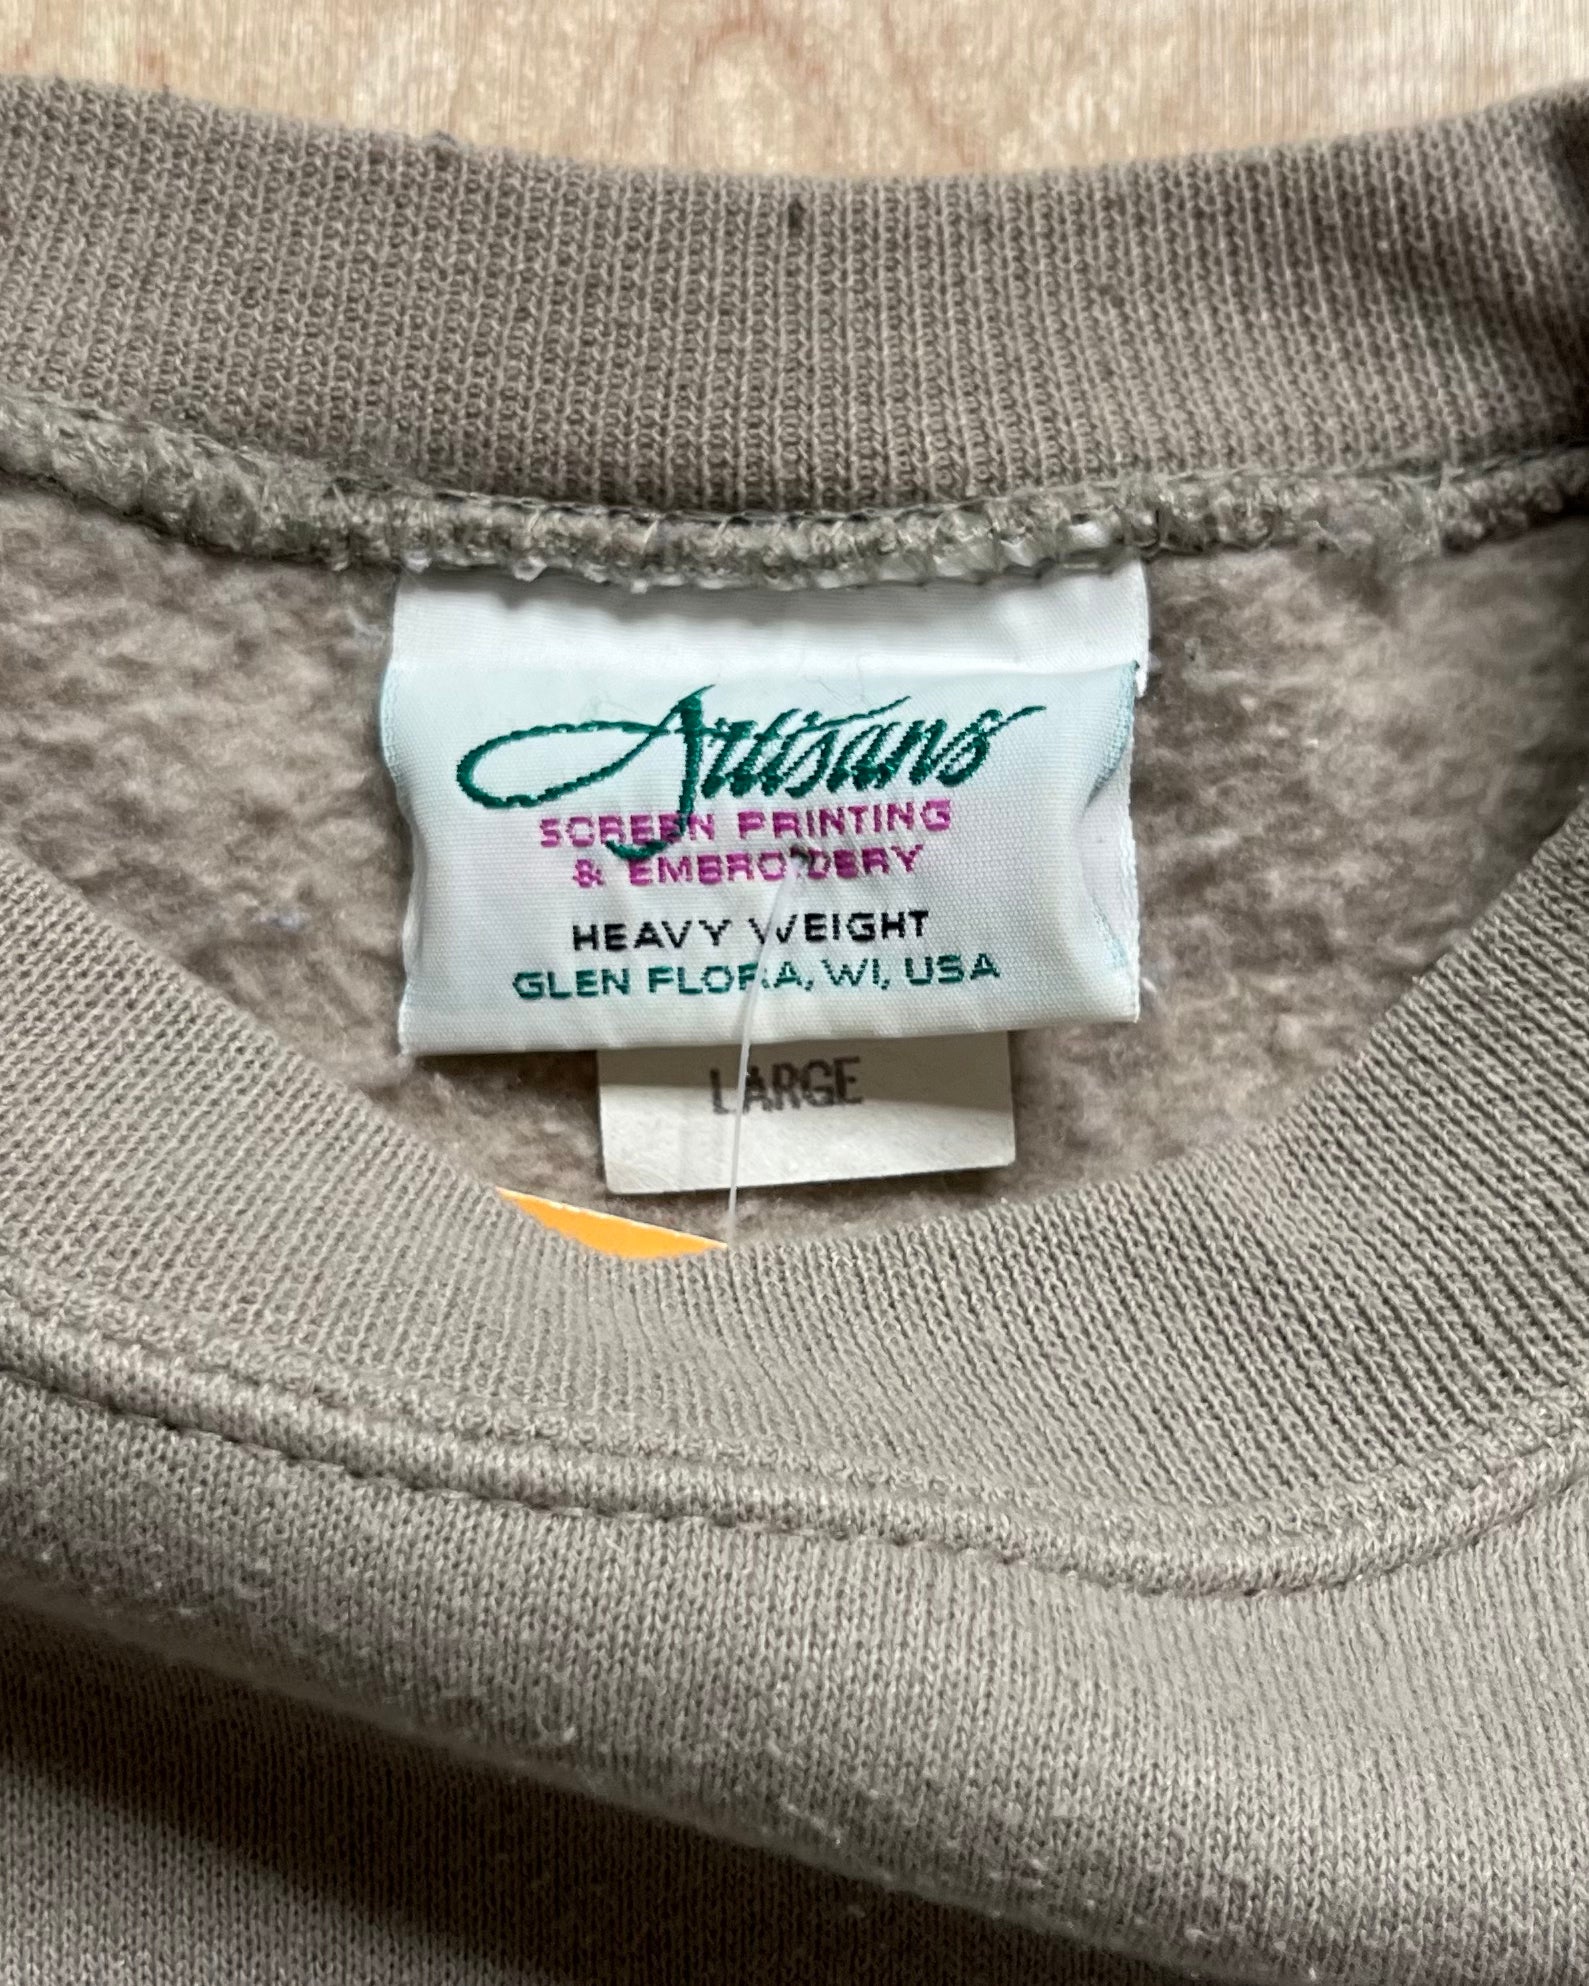 Artisans
SCREEN PRINTING
& EMBROIDERY
HEAVY WEIGHT
GLEN FLORA, WI, USA
LARGE